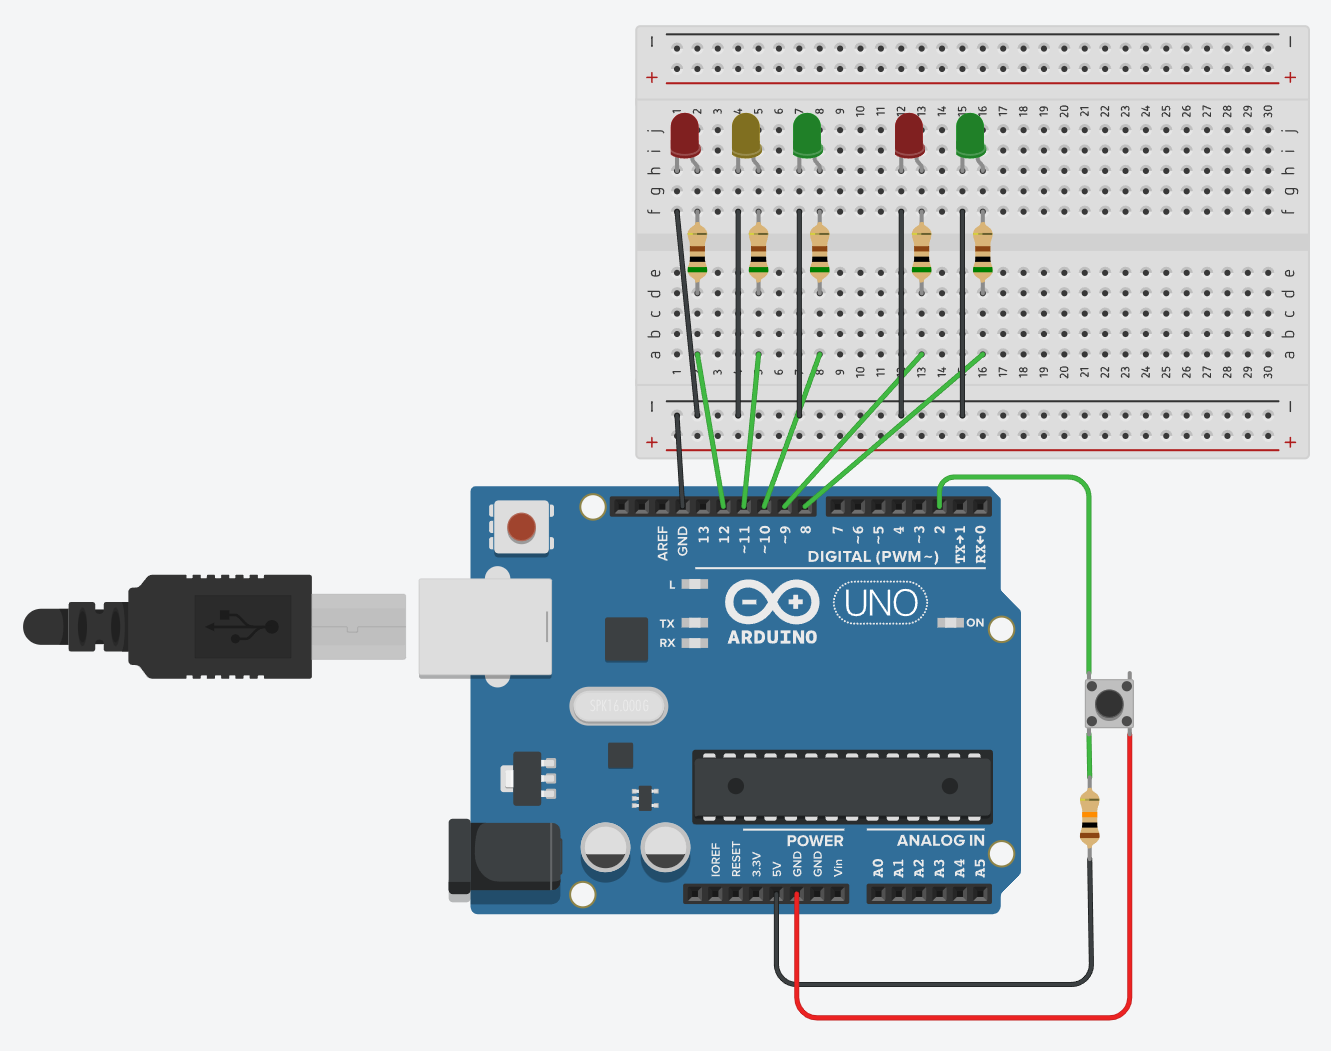 − −
+ +
1 2 3 4 5 6 7 8 9 10 11 12 13 14 15 16 17 18 19 20 21 22 23 24 25 26 27 28 29 30
j j
i i
h h
g g
f f
e e
d d
c c
b b
a a
1 2 3 4 5 6 7 8 9 10 11 12 13 14 15 16 17 18 19 20 21 22 23 24 25 26 27 28 29 30
− −
+ +
AREF GND 13 12 ~11 ~10 ~9 8 7 ~6 ~5 4 ~3 2 TX→1 RX←0
DIGITAL (PWM~)
L
TX
RX
ARDUINO
UNO
ON
SPK16.000G
POWER ANALOG IN
IOREF RESET 3.3V 5V GND GND Vin A0 A1 A2 A3 A4 A5